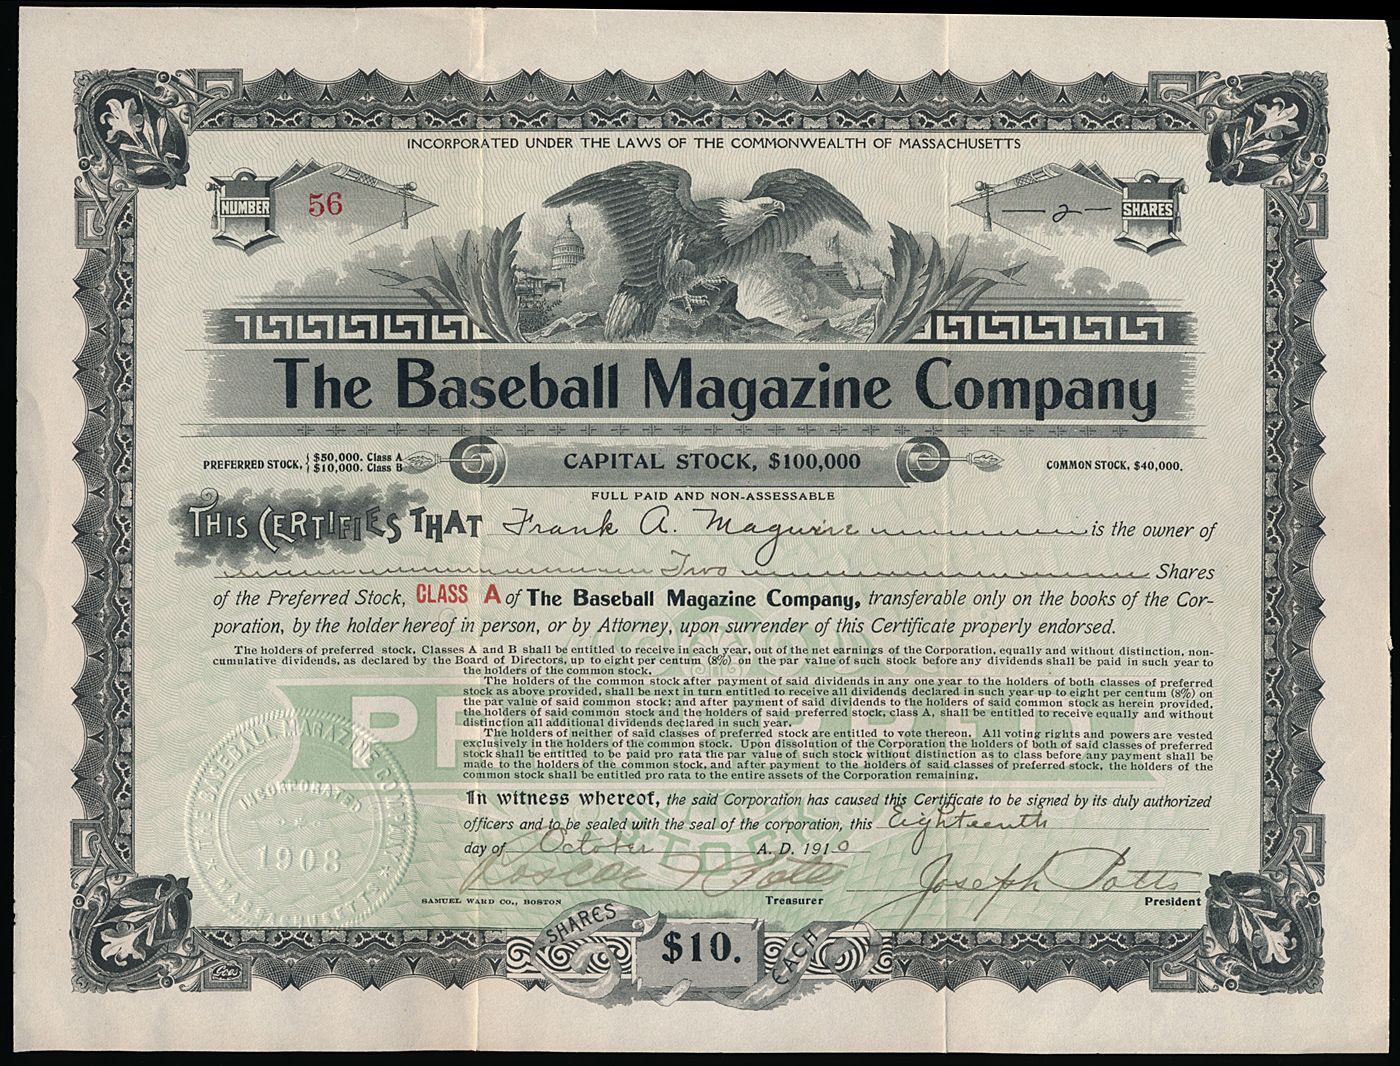 INCORPORATED UNDER THE LAWS OF THE COMMONWEALTH OF MASSACHUSETTS
NUMBER 56
— 2 — SHARES
The Baseball Magazine Company
PREFERRED STOCK, { $50,000. Class A
$10,000. Class B
CAPITAL STOCK, $100,000
COMMON STOCK, $40,000.
FULL PAID AND NON-ASSESSABLE
THIS CERTIFIES THAT Frank A. Maguire is the owner of
Two Shares
of the Preferred Stock, CLASS A of The Baseball Magazine Company, transferable only on the books of the Cor-
poration, by the holder hereof in person, or by Attorney, upon surrender of this Certificate properly endorsed.
The holders of preferred stock, Classes A and B shall be entitled to receive in each year, out of the net earnings of the Corporation, equally and without distinction, non-
cumulative dividends, as declared by the Board of Directors, up to eight per centum (8%) on the par value of such stock before any dividends shall be paid in such year to
the holders of the common stock.
The holders of the common stock after payment of said dividends in any one year to the holders of both classes of preferred
stock as above provided, shall be next in turn entitled to receive all dividends declared in such year up to eight per centum (8%) on
the par value of said common stock; and after payment of said dividends to the holders of said common stock as herein provided,
the holders of said common stock and the holders of said preferred stock, class A, shall be entitled to receive equally and without
distinction all additional dividends declared in such year.
The holders of neither of said classes of preferred stock are entitled to vote thereon. All voting rights and powers are vested
exclusively in the holders of the common stock. Upon dissolution of the Corporation the holders of both of said classes of preferred
stock shall be entitled to be paid pro rata the par value of such stock without distinction as to class before any payment shall be
made to the holders of the common stock, and after payment to the holders of said classes of preferred stock, the holders of the
common stock shall be entitled pro rata to the entire assets of the Corporation remaining.
THE BASEBALL MAGAZINE COMPANY
INCORPORATED
1908
MASSACHUSETTS
In witness whereof, the said Corporation has caused this Certificate to be signed by its duly authorized
officers and to be sealed with the seal of the corporation, this Eighteenth
day of October A. D. 1910
Potts Joseph Potts
SAMUEL WARD CO., BOSTON Treasurer President
SHARES $10. EACH
Goes